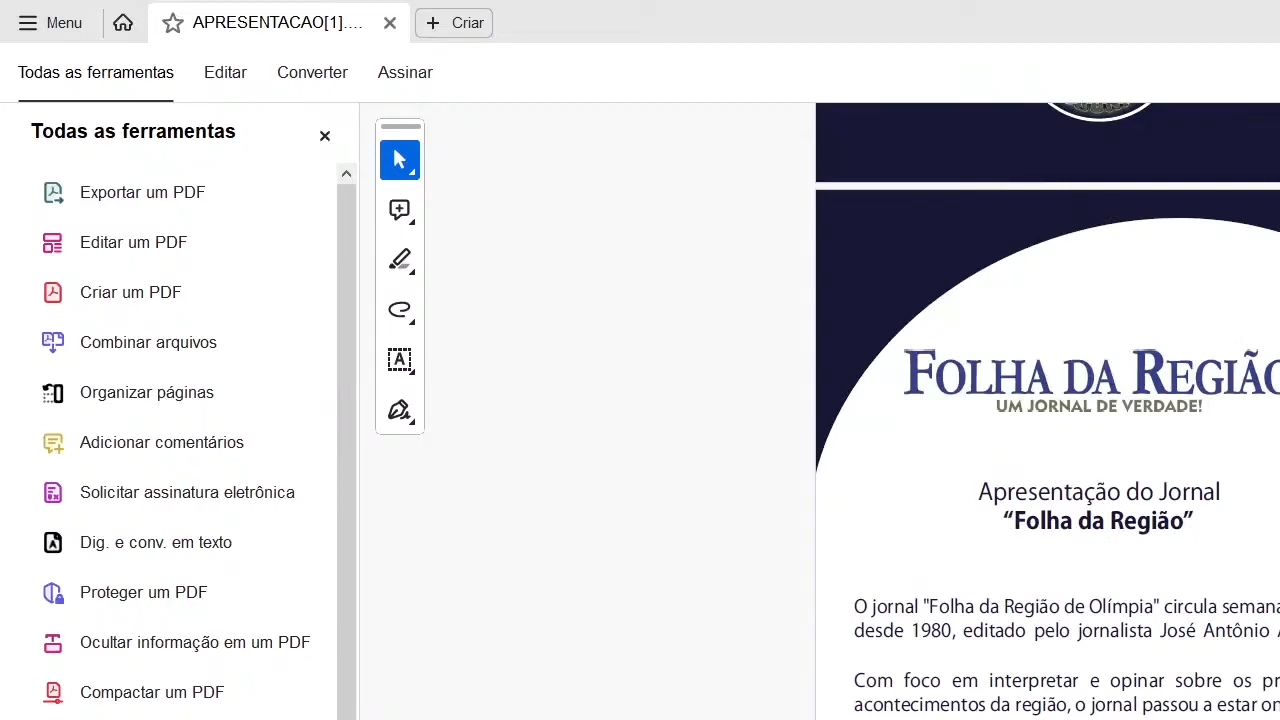 Menu
APRESENTACAO[1]....
Criar
Todas as ferramentas
Editar
Converter
Assinar
Todas as ferramentas
Exportar um PDF
Editar um PDF
Criar um PDF
Combinar arquivos
Organizar páginas
Adicionar comentários
Solicitar assinatura eletrônica
Dig. e conv. em texto
Proteger um PDF
Ocultar informação em um PDF
Compactar um PDF
FOLHA DA REGIÃO
UM JORNAL DE VERDADE!
Apresentação do Jornal
“Folha da Região”
O jornal "Folha da Região de Olímpia" circula
desde 1980, editado pelo jornalista José Antônio
Com foco em interpretar e opinar sobre os
acontecimentos da região, o jornal passou a estar